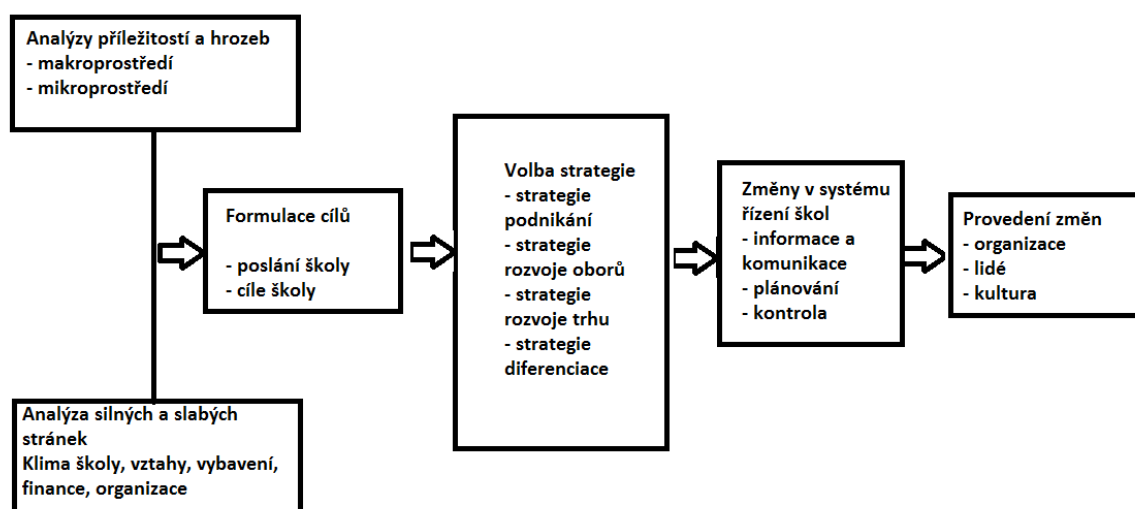 Analýzy příležitostí a hrozeb
- makroprostředí
- mikroprostředí
Analýza silných a slabých
stránek
Klima školy, vztahy, vybavení,
finance, organizace
Formulace cílů
- poslání školy
- cíle školy
Volba strategie
- strategie
podnikání
- strategie
rozvoje oborů
- strategie
rozvoje trhu
- strategie
diferenciace
Změny v systému
řízení škol
- informace a
komunikace
- plánování
- kontrola
Provedení změn
- organizace
- lidé
- kultura